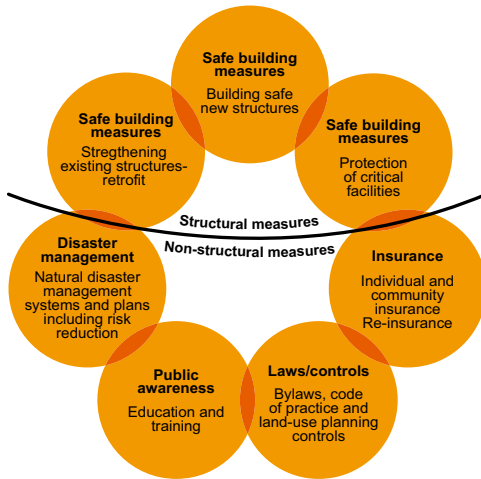 Safe building
measures
Building safe
new structures
Safe building
measures
Stregthening
existing structures-
retrofit
Safe building
measures
Protection
of critical
facilities
Structural measures
Non-structural measures
Disaster
management
Natural disaster
management
systems and plans
including risk
reduction
Insurance
Individual and
community
insurance
Re-insurance
Public
awareness
Education and
training
Laws/controls
Bylaws, code
of practice and
land-use planning
controls